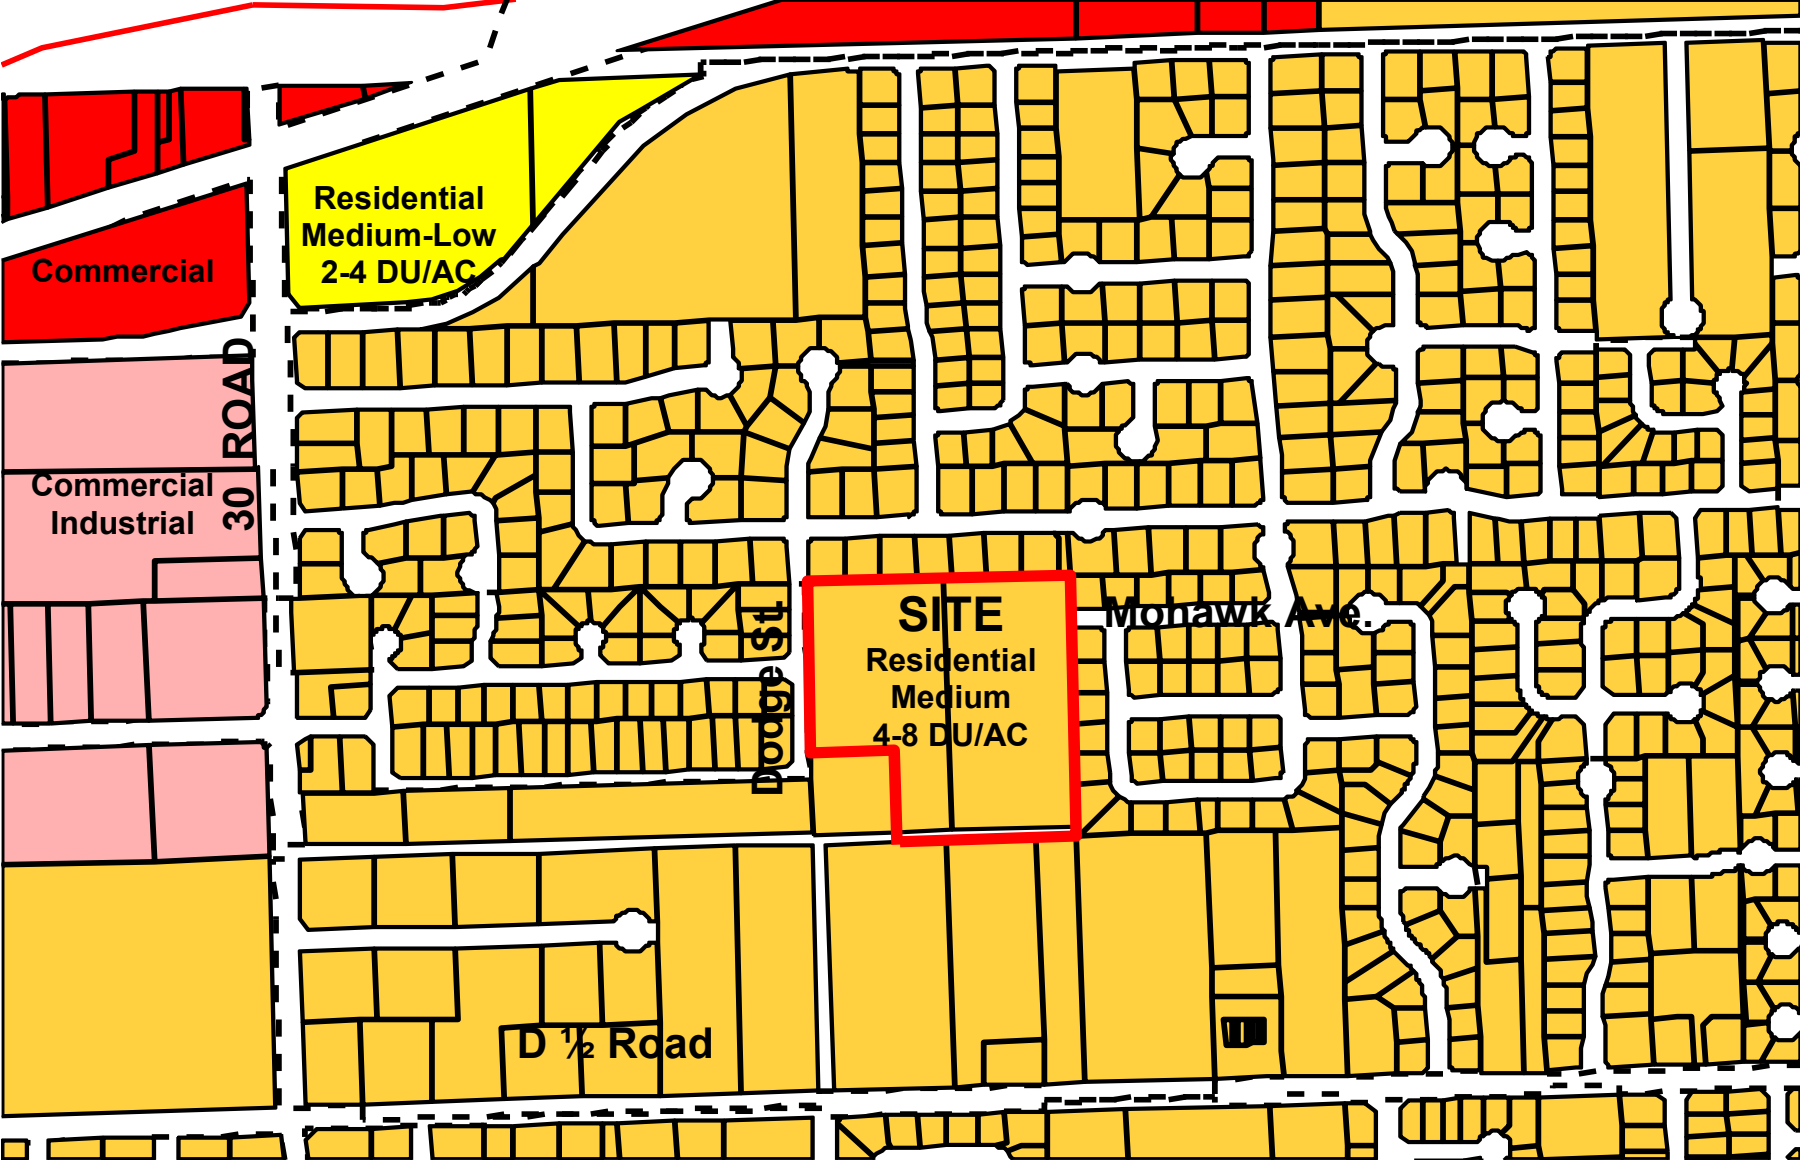 Residential
Medium-Low
2-4 DU/AC
Commercial
30 ROAD
Commercial
Industrial
SITE
Residential
Medium
4-8 DU/AC
Mohawk Ave.
Dodge St.
D ½ Road